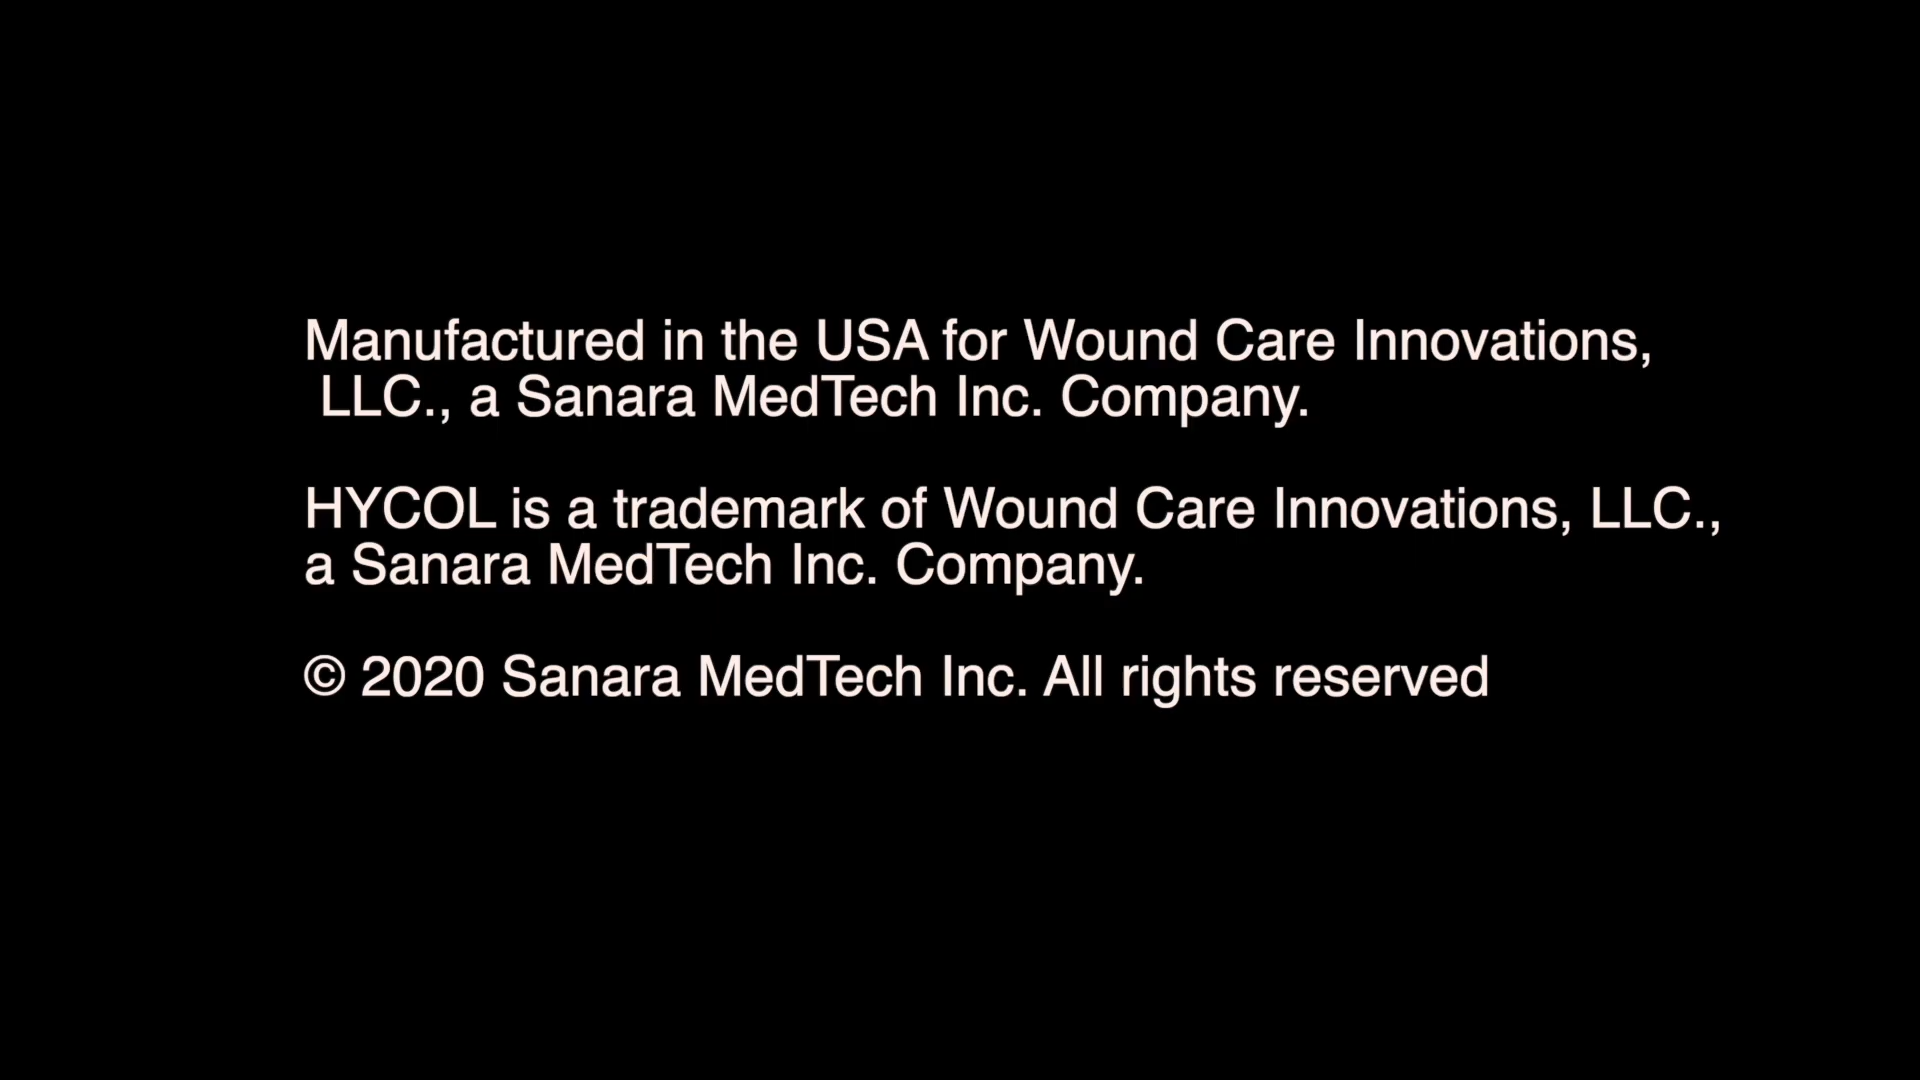 Manufactured in the USA for Wound Care Innovations,
LLC., a Sanara MedTech Inc. Company.
HYCOL is a trademark of Wound Care Innovations, LLC.,
a Sanara MedTech Inc. Company.
© 2020 Sanara MedTech Inc. All rights reserved